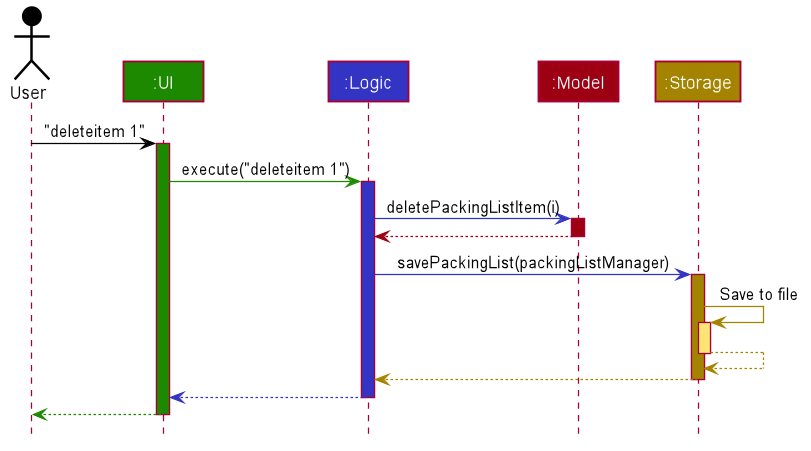 User
:UI
:Logic
:Model
:Storage
"deleteitem 1"
execute("deleteitem 1")
deletePackingListItem(i)
savePackingList(packingListManager)
Save to file